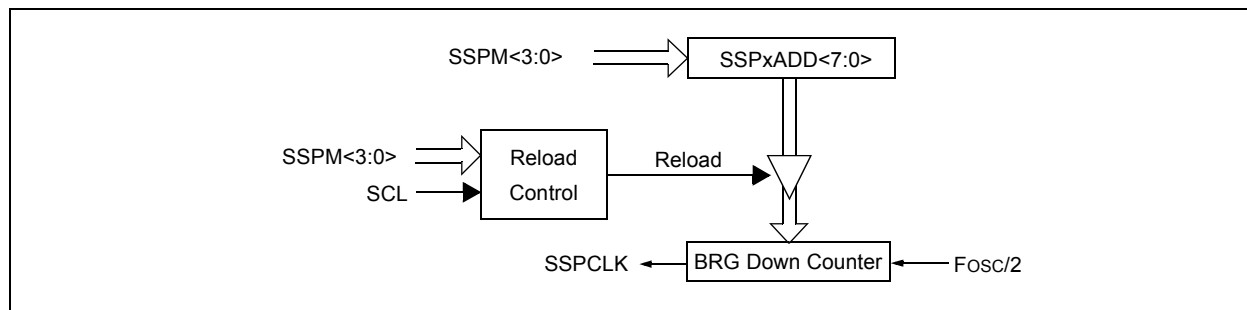 SSPM<3:0>
SSPxADD<7:0>
SSPM<3:0>
SCL
Reload
Control
Reload
SSPCLK
BRG Down Counter
FOSC/2